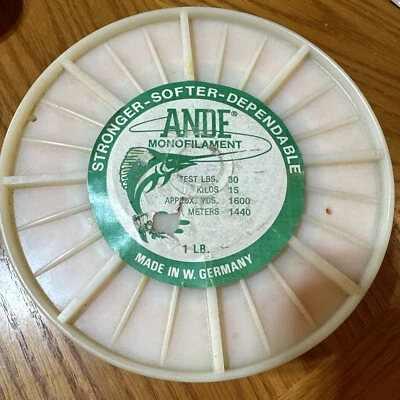 STRONGER-SOFTER-DEPENDABLE
ANDE®
MONOFILAMENT
TEST LBS. 30
KILOS 15
APPROX. YDS. 1600
METERS 1440
1 LB.
MADE IN W. GERMANY